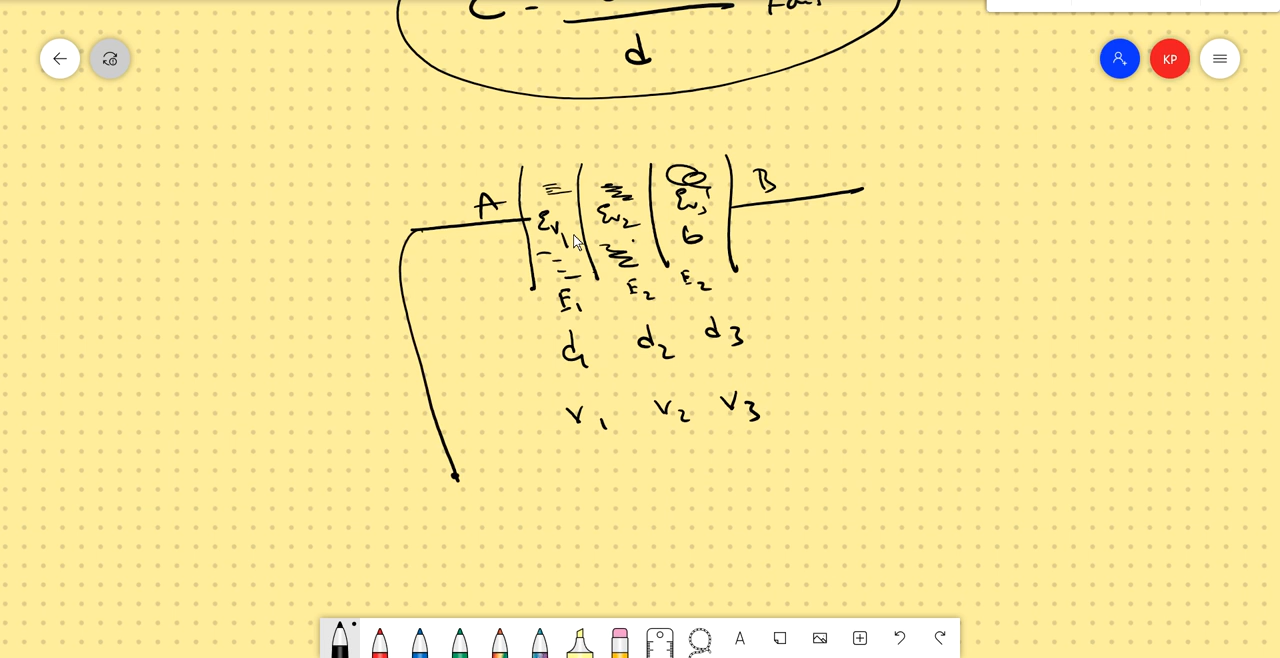 C =
d
KP
A
B
εr1 εr2 εr3
E1 E2 E2
d1 d2 d3
V1 V2 V3
A